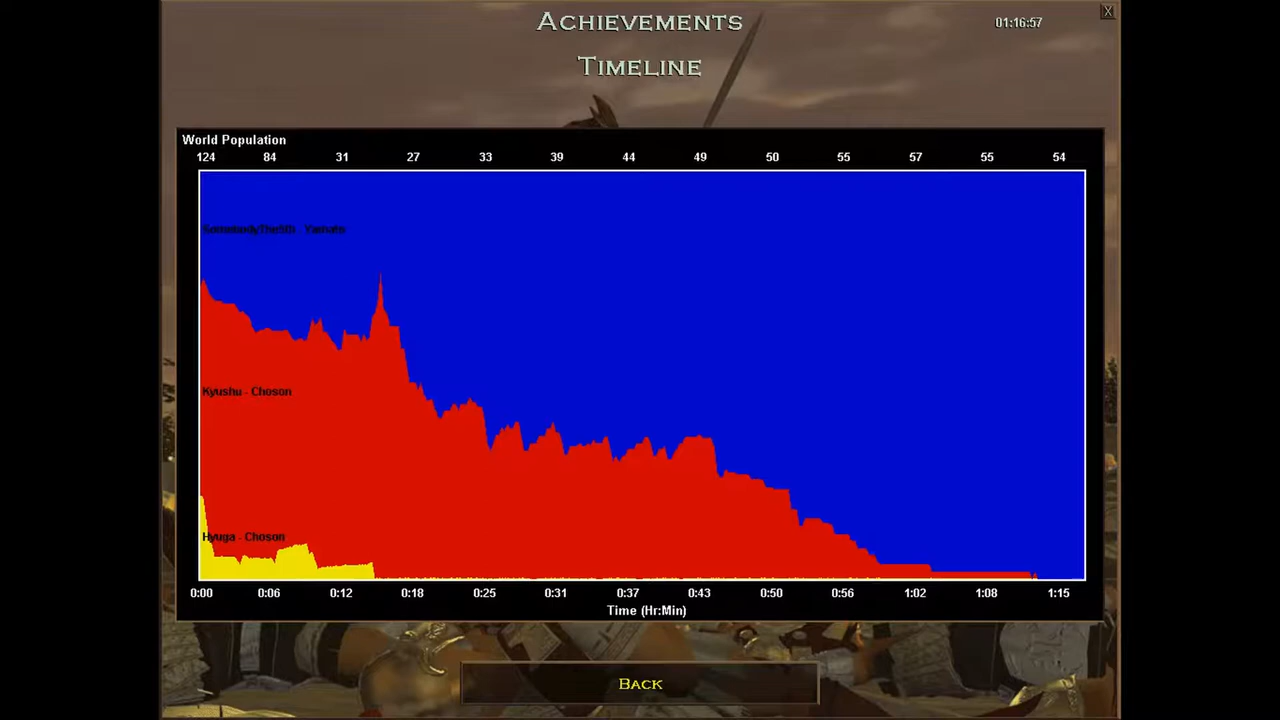 ACHIEVEMENTS
01:16:57
X
TIMELINE
World Population
124 84 31 27 33 39 44 49 50 55 57 55 54
Yamato
Kyushu - Choson
Hyuga - Choson
0:00 0:06 0:12 0:18 0:25 0:31 0:37 0:43 0:50 0:56 1:02 1:08 1:15
Time (Hr:Min)
BACK